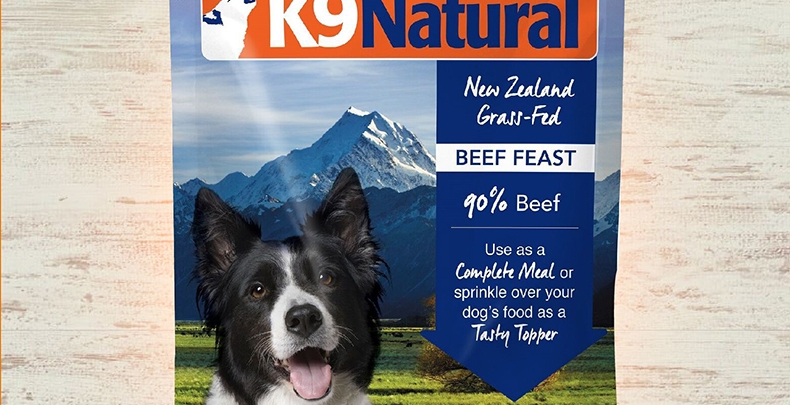 K9Natural
New Zealand
Grass-Fed
BEEF FEAST
90% Beef
Use as a
Complete Meal or
sprinkle over your
dog's food as a
Tasty Topper